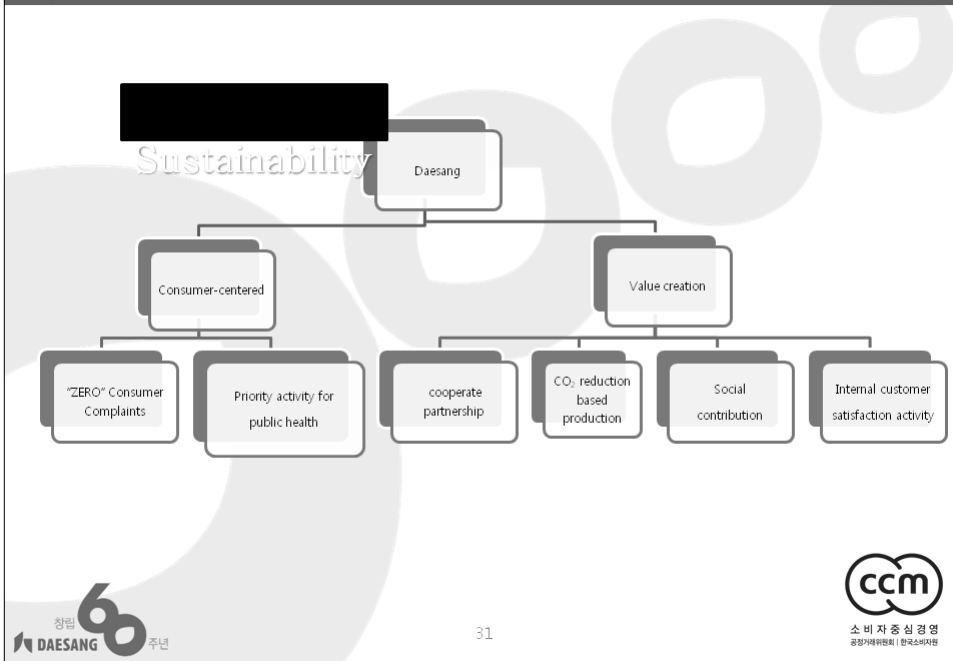 Sustainability
Daesang
Consumer-centered
Value creation
"ZERO" Consumer
Complaints
Priority activity for
public health
cooperate
partnership
CO₂ reduction
based
production
Social
contribution
Internal customer
satisfaction activity
창립
60
주년
DAESANG
31
ccm
소비자중심경영
공정거래위원회 | 한국소비자원